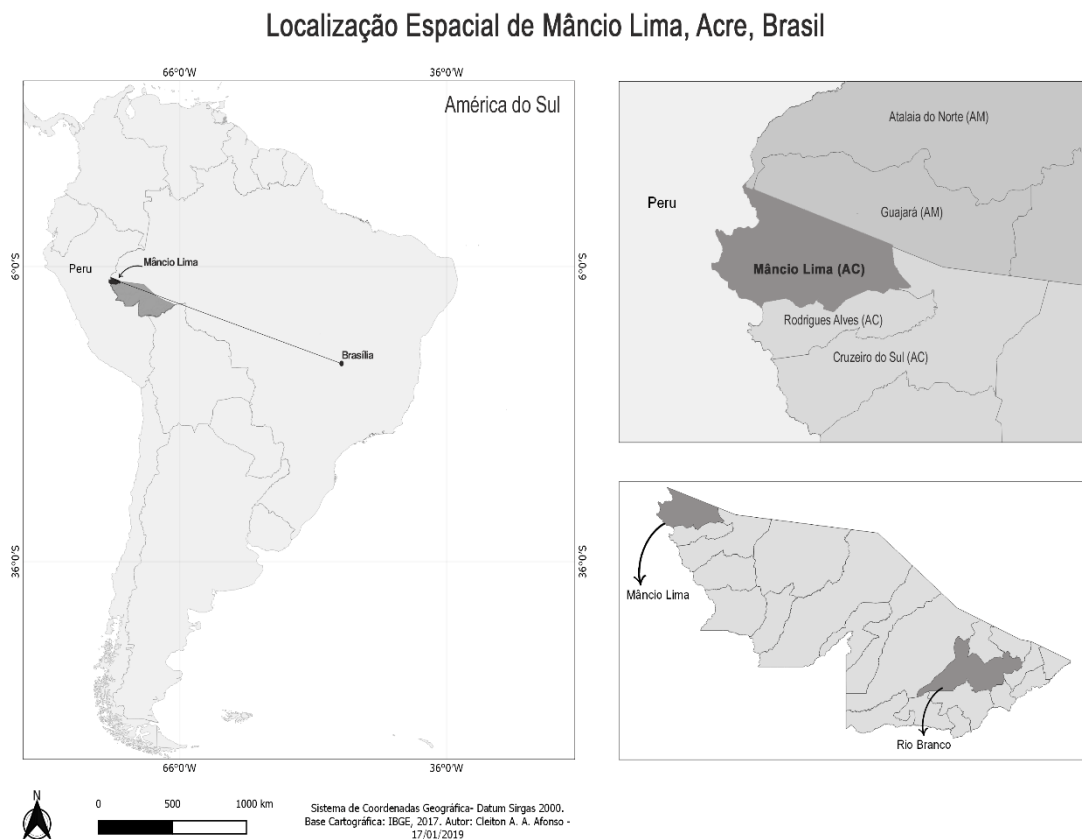 Localização Espacial de Mâncio Lima, Acre, Brasil
66°0'W
36°0'W
América do Sul
6°0'S
6°0'S
Peru
Mâncio Lima
Brasília
36°0'S
36°0'S
66°0'W
36°0'W
Atalaia do Norte (AM)
Peru
Guajará (AM)
Mâncio Lima (AC)
Rodrigues Alves (AC)
Cruzeiro do Sul (AC)
Mâncio Lima
Rio Branco
N
0 500 1000 km
Sistema de Coordenadas Geográfica- Datum Sirgas 2000.
Base Cartográfica: IBGE, 2017. Autor: Cleiton A. A. Afonso -
17/01/2019